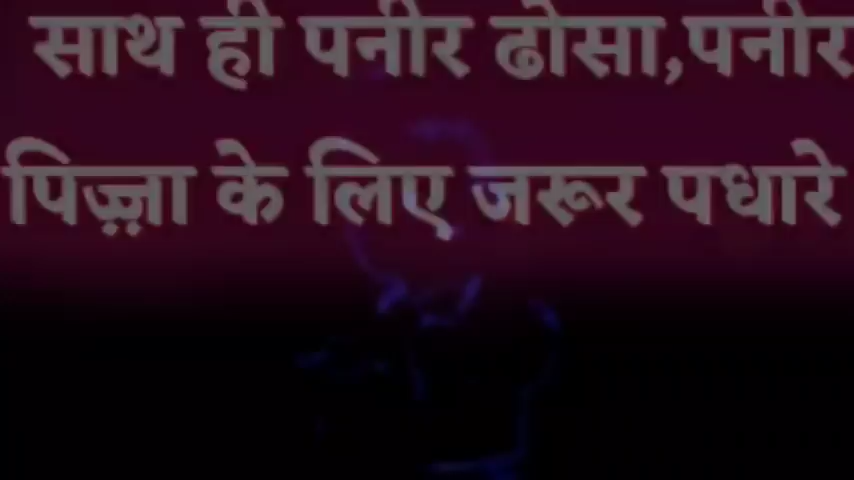 साथ ही पनीर ढोसा,पनीर
पिज़्ज़ा के लिए जरूर पधारे